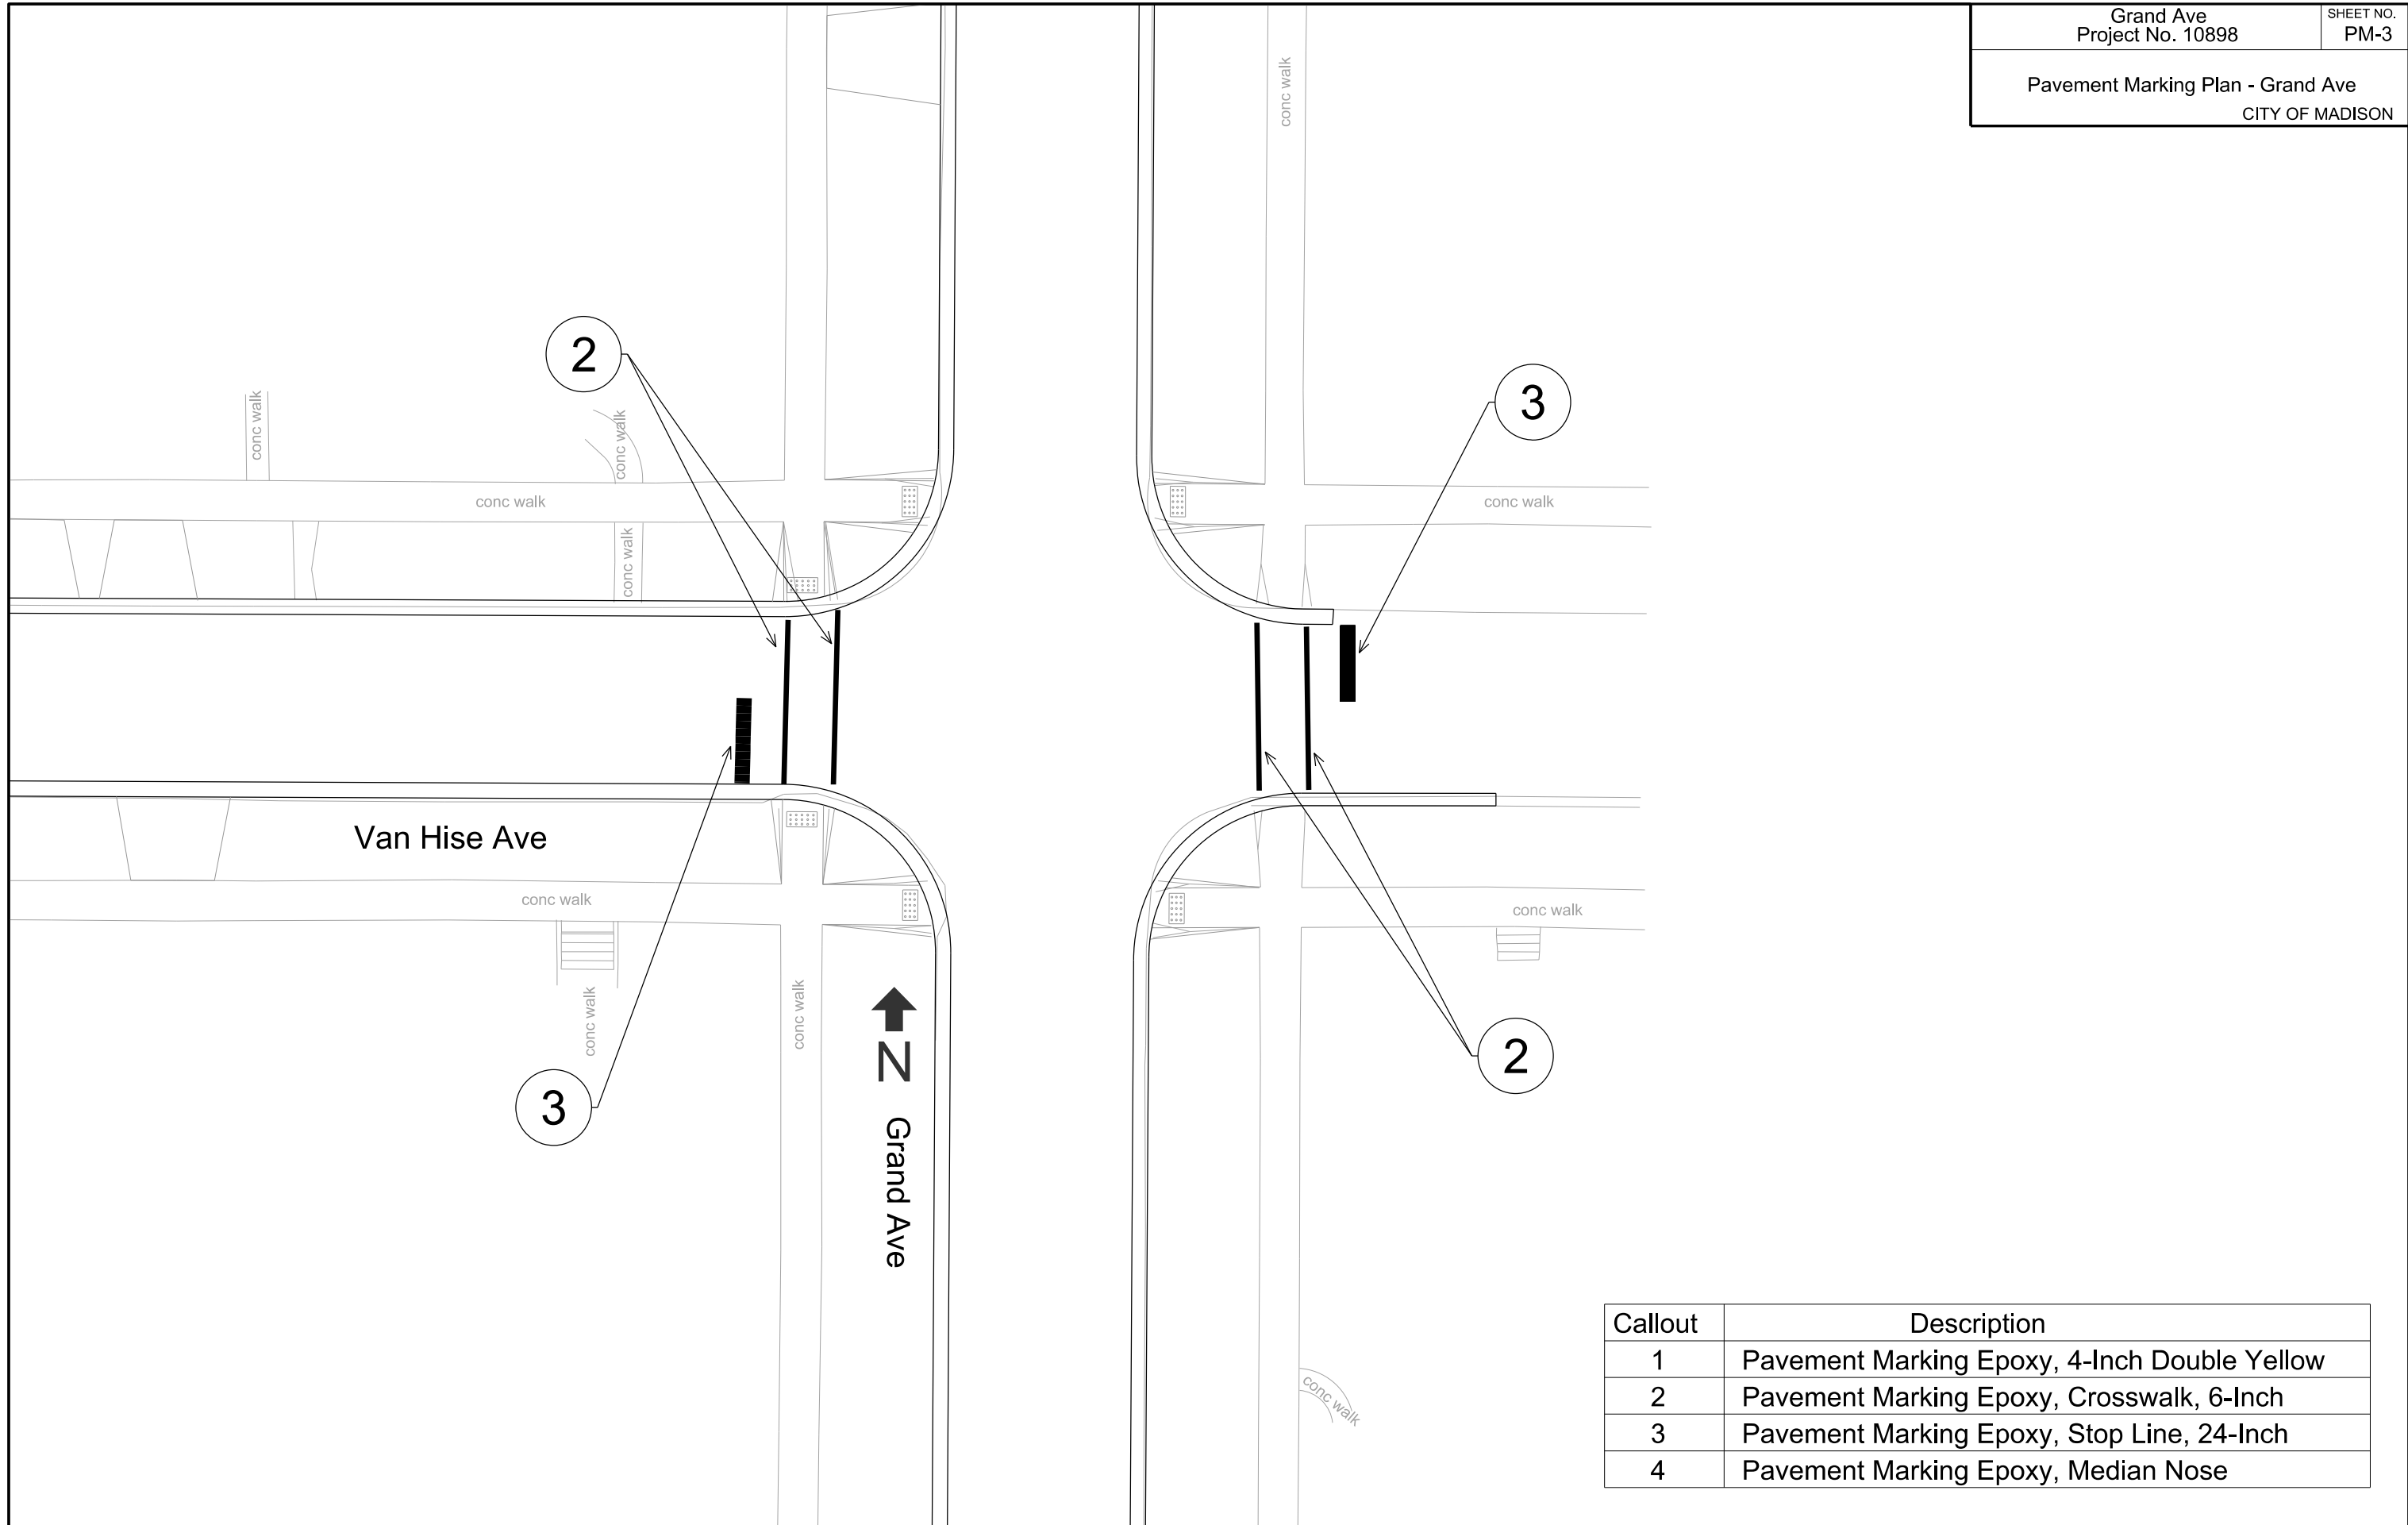 Grand Ave
Project No. 10898
SHEET NO.
PM-3
Pavement Marking Plan - Grand Ave
CITY OF MADISON
conc walk
2
3
conc walk
conc walk
conc walk
conc walk
conc walk
Van Hise Ave
conc walk
conc walk
conc walk
conc walk
N
2
3
Grand Ave
conc walk
Callout Description
1 Pavement Marking Epoxy, 4-Inch Double Yellow
2 Pavement Marking Epoxy, Crosswalk, 6-Inch
3 Pavement Marking Epoxy, Stop Line, 24-Inch
4 Pavement Marking Epoxy, Median Nose